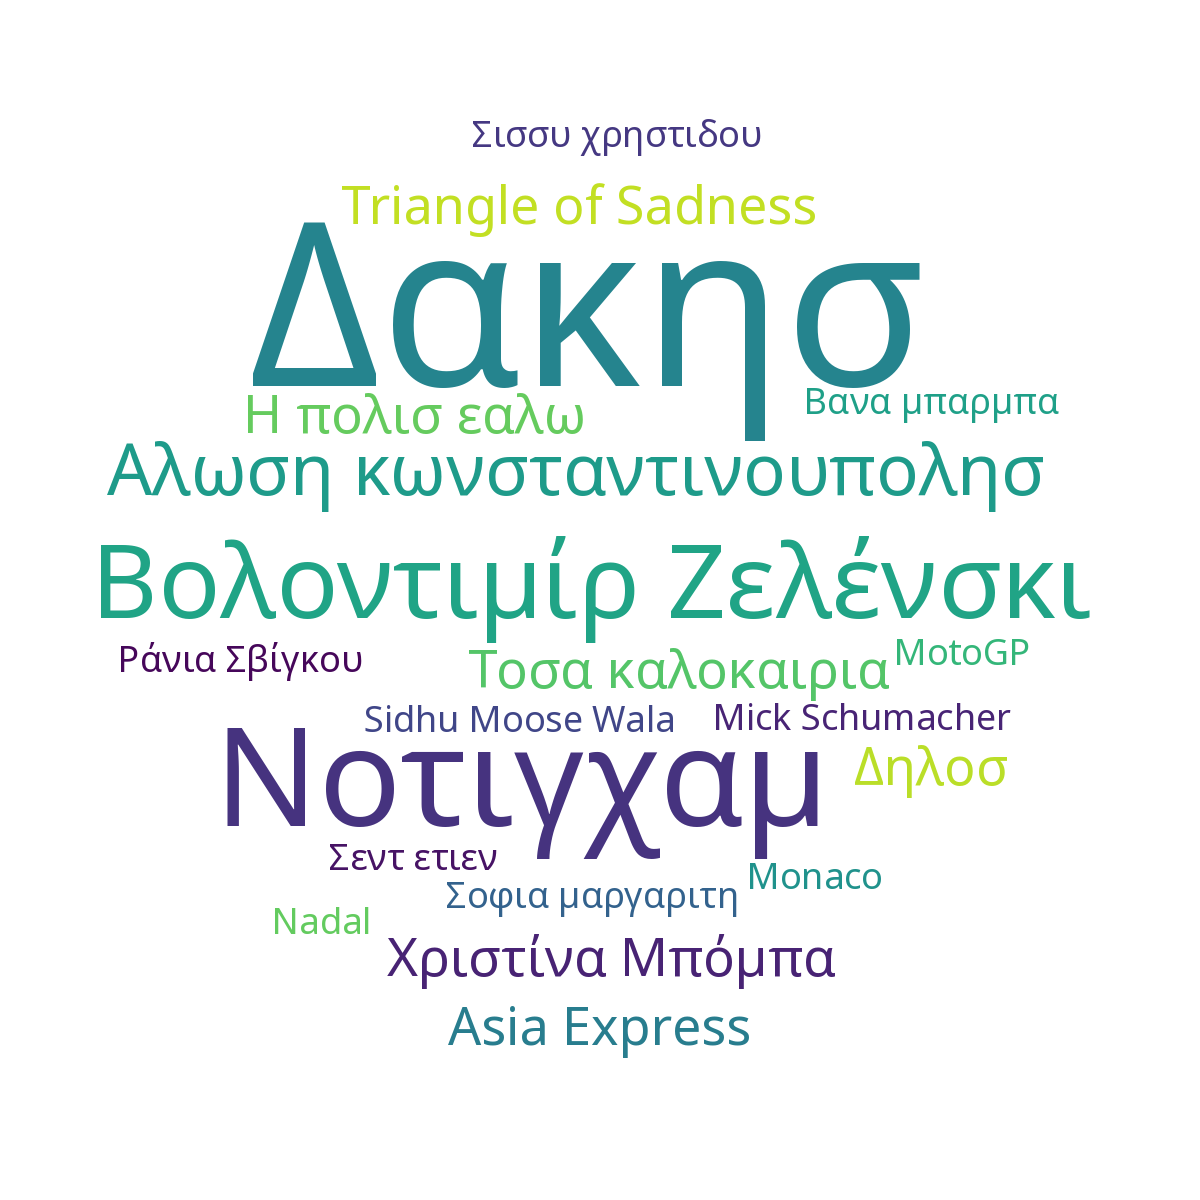 Σισσυ χρηστιδου
Triangle of Sadness
Δακησ
Η πολισ εαλω
Βανα μπαρμπα
Αλωση κωνσταντινουπολησ
Βολοντιμίρ Ζελένσκι
Ράνια Σβίγκου
Τοσα καλοκαιρια
MotoGP
Sidhu Moose Wala
Mick Schumacher
Νοτιγχαμ
Δηλοσ
Σεντ ετιεν
Monaco
Σοφια μαργαριτη
Nadal
Χριστίνα Μπόμπα
Asia Express